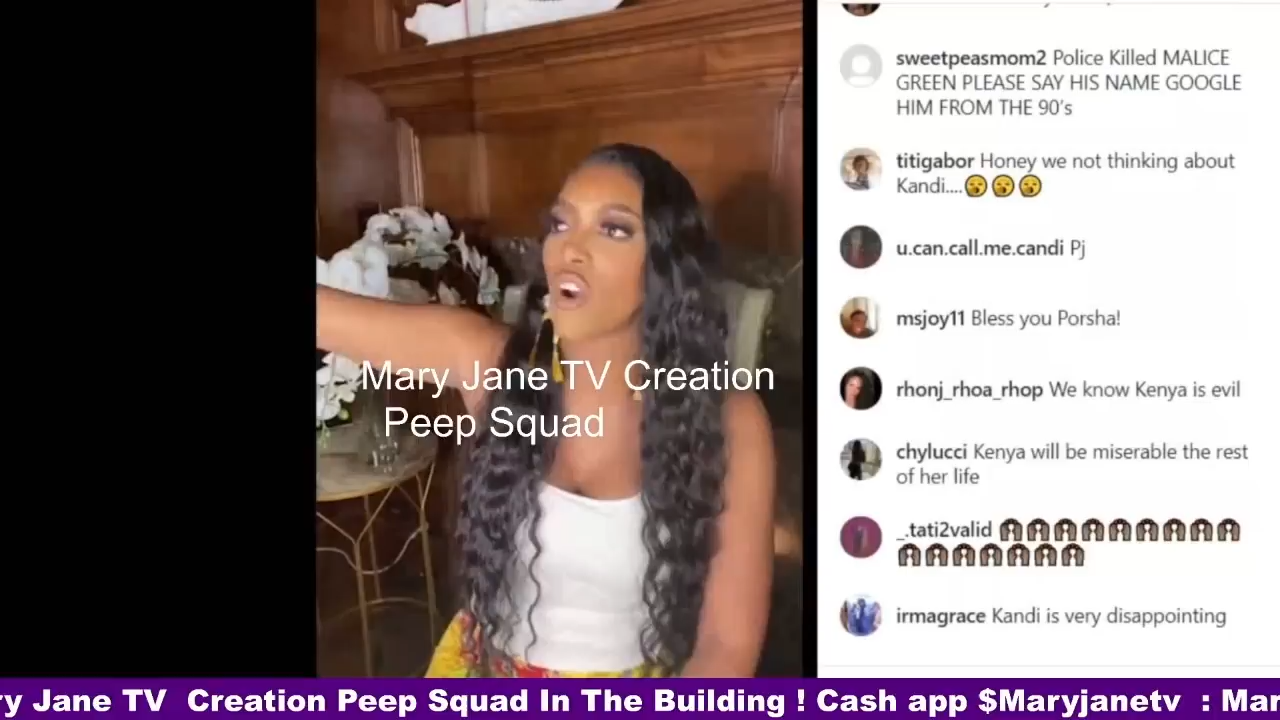 sweetpeasmom2 Police Killed MALICE
GREEN PLEASE SAY HIS NAME GOOGLE
HIM FROM THE 90's
titigabor Honey we not thinking about
Kandi....😮😮😮
u.can.call.me.candi Pj
msjoy11 Bless you Porsha!
rhonj_rhoa_rhop We know Kenya is evil
chylucci Kenya will be miserable the rest
of her life
_.tati2valid
irmagrace Kandi is very disappointing
Mary Jane TV Creation
Peep Squad
ry Jane TV Creation Peep Squad In The Building ! Cash app $Maryjanetv : Mar